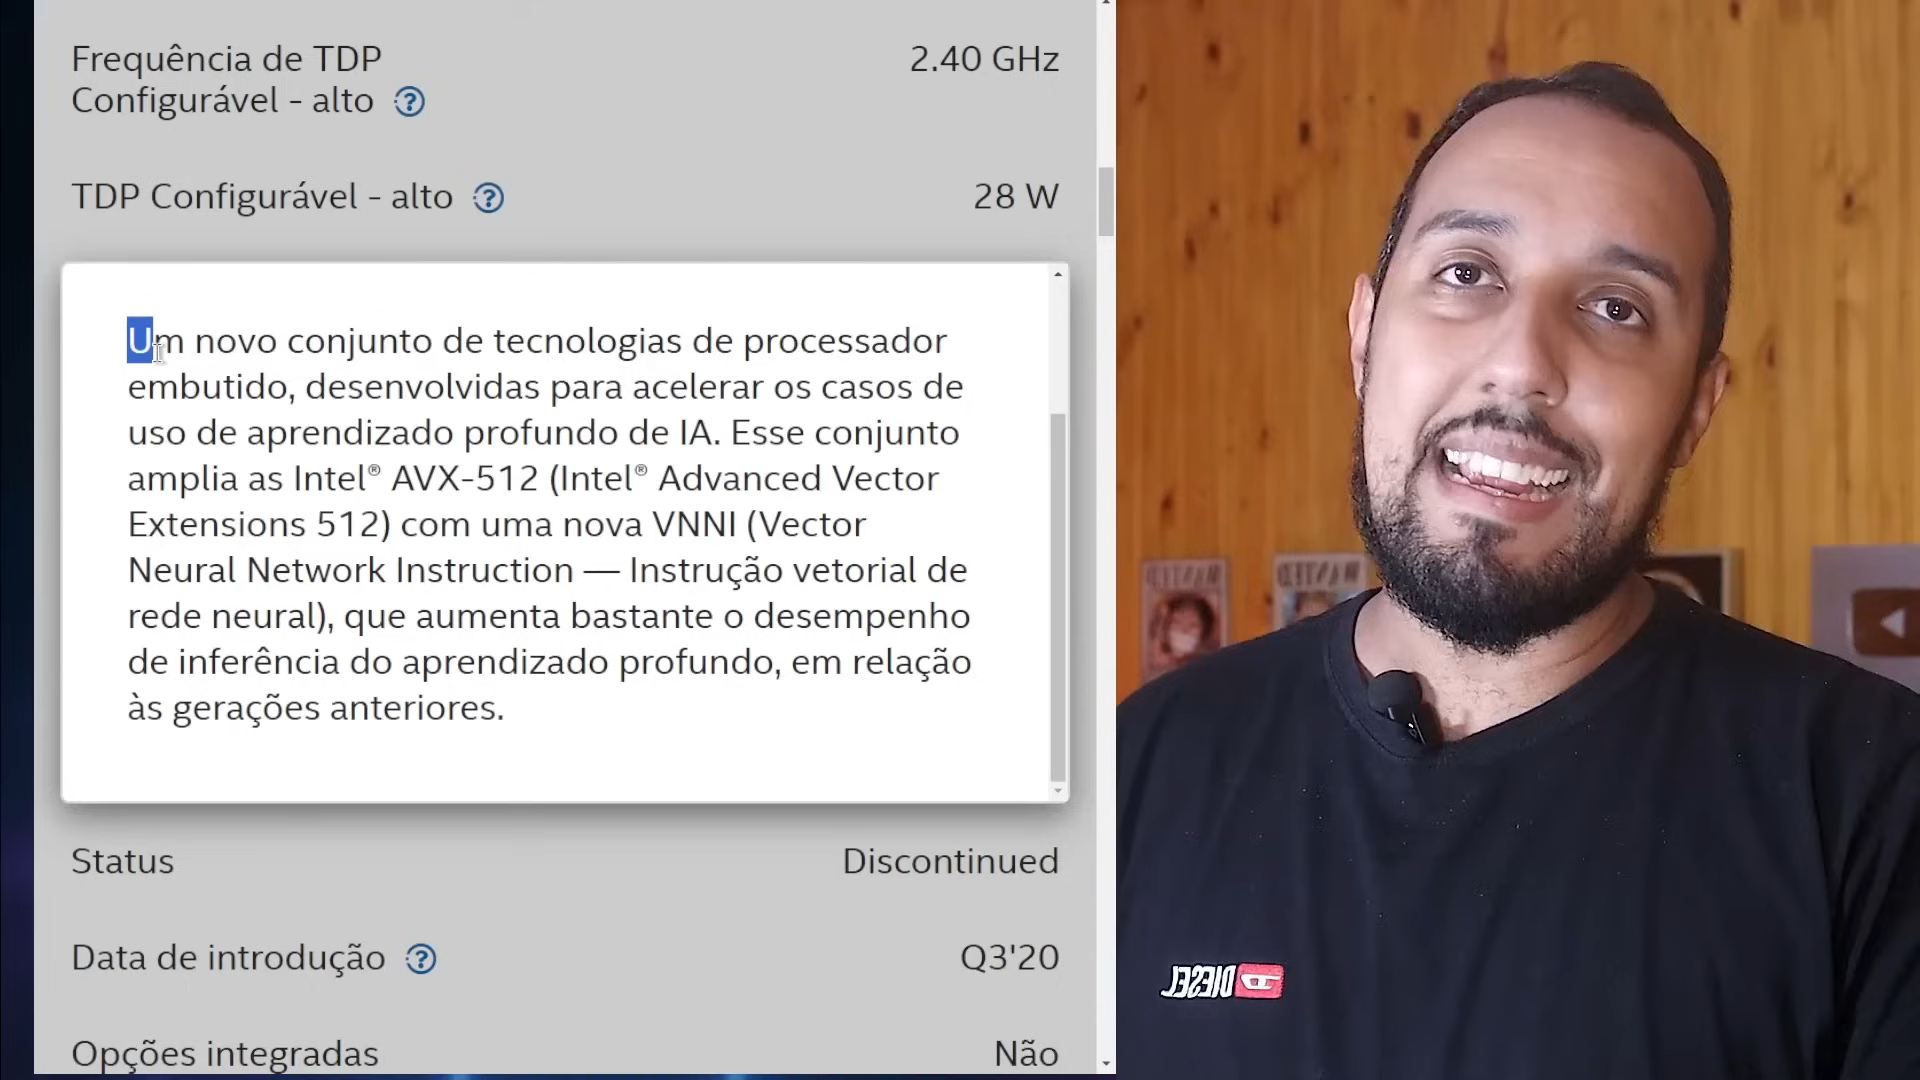 Frequência de TDP
Configurável - alto
2.40 GHz
TDP Configurável - alto
28 W
Um novo conjunto de tecnologias de processador
embutido, desenvolvidas para acelerar os casos de
uso de aprendizado profundo de IA. Esse conjunto
amplia as Intel® AVX-512 (Intel® Advanced Vector
Extensions 512) com uma nova VNNI (Vector
Neural Network Instruction — Instrução vetorial de
rede neural), que aumenta bastante o desempenho
de inferência do aprendizado profundo, em relação
às gerações anteriores.
Status
Discontinued
Data de introdução
Q3'20
Opções integradas
Não
WANTED
WANTED
DIESEL